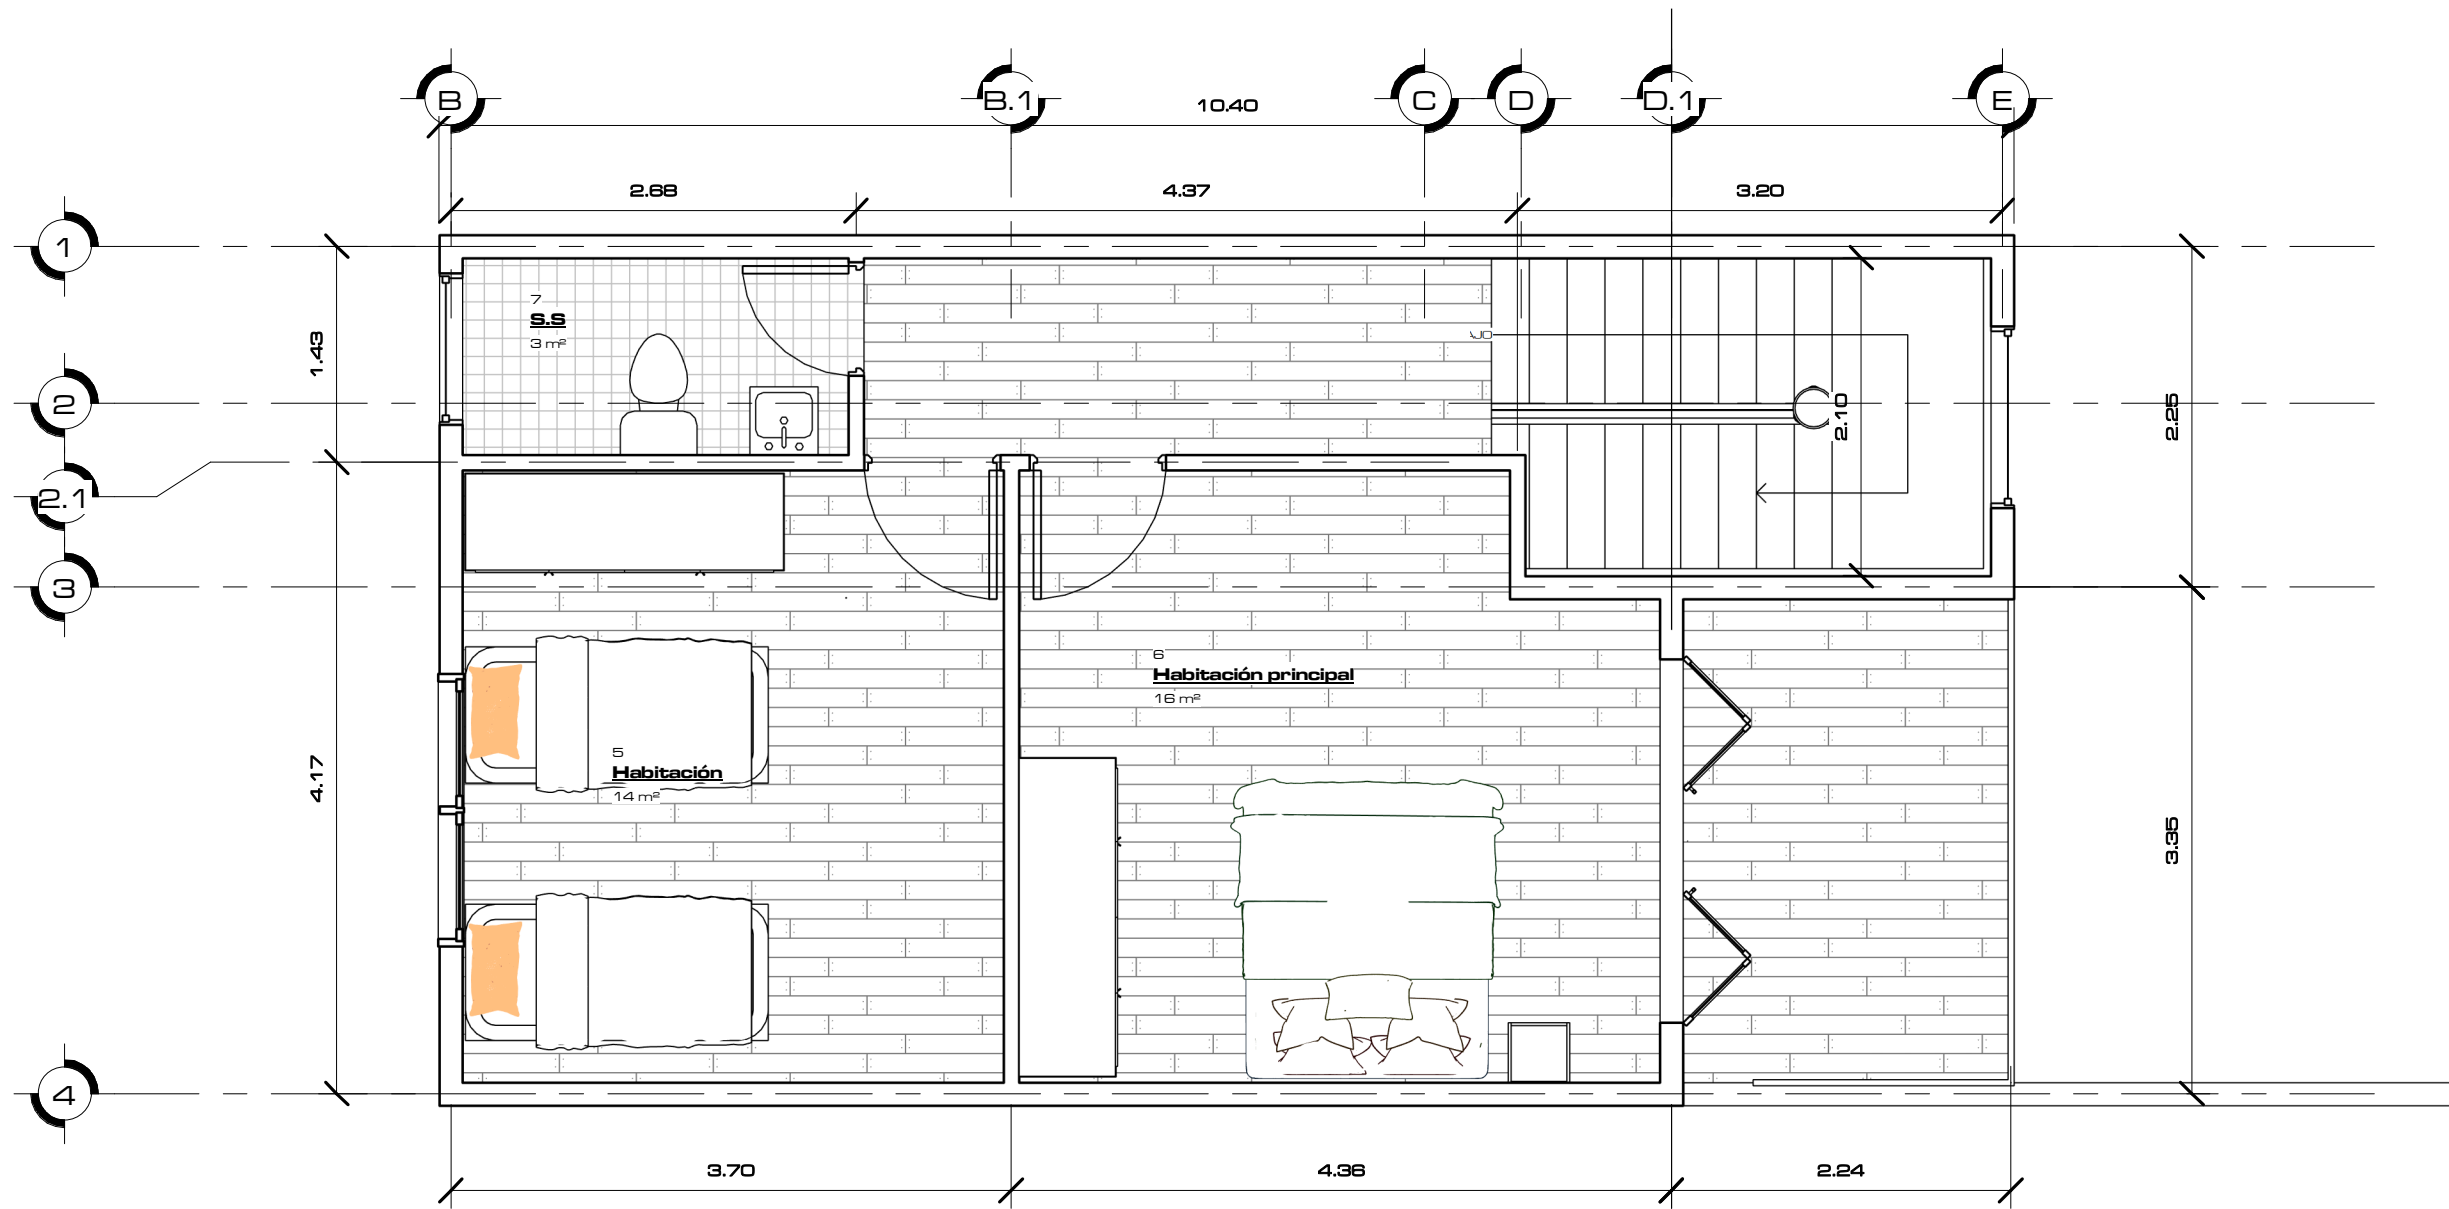 B
B.1
C
D
D.1
E
10.40
2.68
4.37
3.20
1
2
2.1
3
4
1.43
4.17
7
S.S
3 m²
2.10
2.25
3.35
6
Habitación principal
16 m²
5
Habitación
14 m²
3.70
4.36
2.24